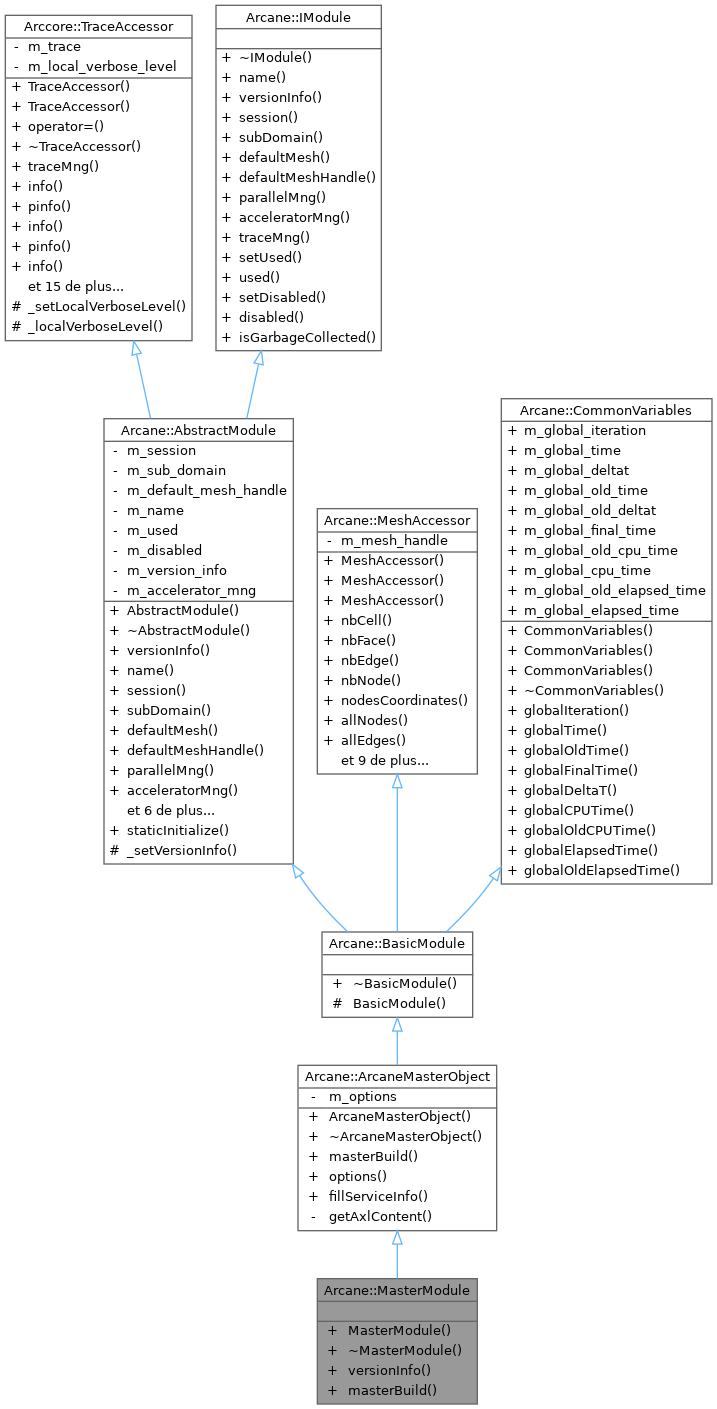 Arccore::TraceAccessor
- m_trace
- m_local_verbose_level
+ TraceAccessor()
+ TraceAccessor()
+ operator=()
+ ~TraceAccessor()
+ traceMng()
+ info()
+ pinfo()
+ info()
+ pinfo()
+ info()
et 15 de plus...
# _setLocalVerboseLevel()
# _localVerboseLevel()
Arcane::IModule
+ ~IModule()
+ name()
+ versionInfo()
+ session()
+ subDomain()
+ defaultMesh()
+ defaultMeshHandle()
+ parallelMng()
+ acceleratorMng()
+ traceMng()
+ setUsed()
+ used()
+ setDisabled()
+ disabled()
+ isGarbageCollected()
Arcane::AbstractModule
- m_session
- m_sub_domain
- m_default_mesh_handle
- m_name
- m_used
- m_disabled
- m_version_info
- m_accelerator_mng
+ AbstractModule()
+ ~AbstractModule()
+ versionInfo()
+ name()
+ session()
+ subDomain()
+ defaultMesh()
+ defaultMeshHandle()
+ parallelMng()
+ acceleratorMng()
et 6 de plus...
+ staticInitialize()
# _setVersionInfo()
Arcane::MeshAccessor
- m_mesh_handle
+ MeshAccessor()
+ MeshAccessor()
+ MeshAccessor()
+ nbCell()
+ nbFace()
+ nbEdge()
+ nbNode()
+ nodesCoordinates()
+ allNodes()
+ allEdges()
et 9 de plus...
Arcane::CommonVariables
+ m_global_iteration
+ m_global_time
+ m_global_deltat
+ m_global_old_time
+ m_global_old_deltat
+ m_global_final_time
+ m_global_old_cpu_time
+ m_global_cpu_time
+ m_global_old_elapsed_time
+ m_global_elapsed_time
+ CommonVariables()
+ CommonVariables()
+ CommonVariables()
+ ~CommonVariables()
+ globalIteration()
+ globalTime()
+ globalOldTime()
+ globalFinalTime()
+ globalDeltaT()
+ globalCPUTime()
+ globalOldCPUTime()
+ globalElapsedTime()
+ globalOldElapsedTime()
Arcane::BasicModule
+ ~BasicModule()
# BasicModule()
Arcane::ArcaneMasterObject
- m_options
+ ArcaneMasterObject()
+ ~ArcaneMasterObject()
+ masterBuild()
+ options()
+ fillServiceInfo()
- getAxlContent()
Arcane::MasterModule
+ MasterModule()
+ ~MasterModule()
+ versionInfo()
+ masterBuild()